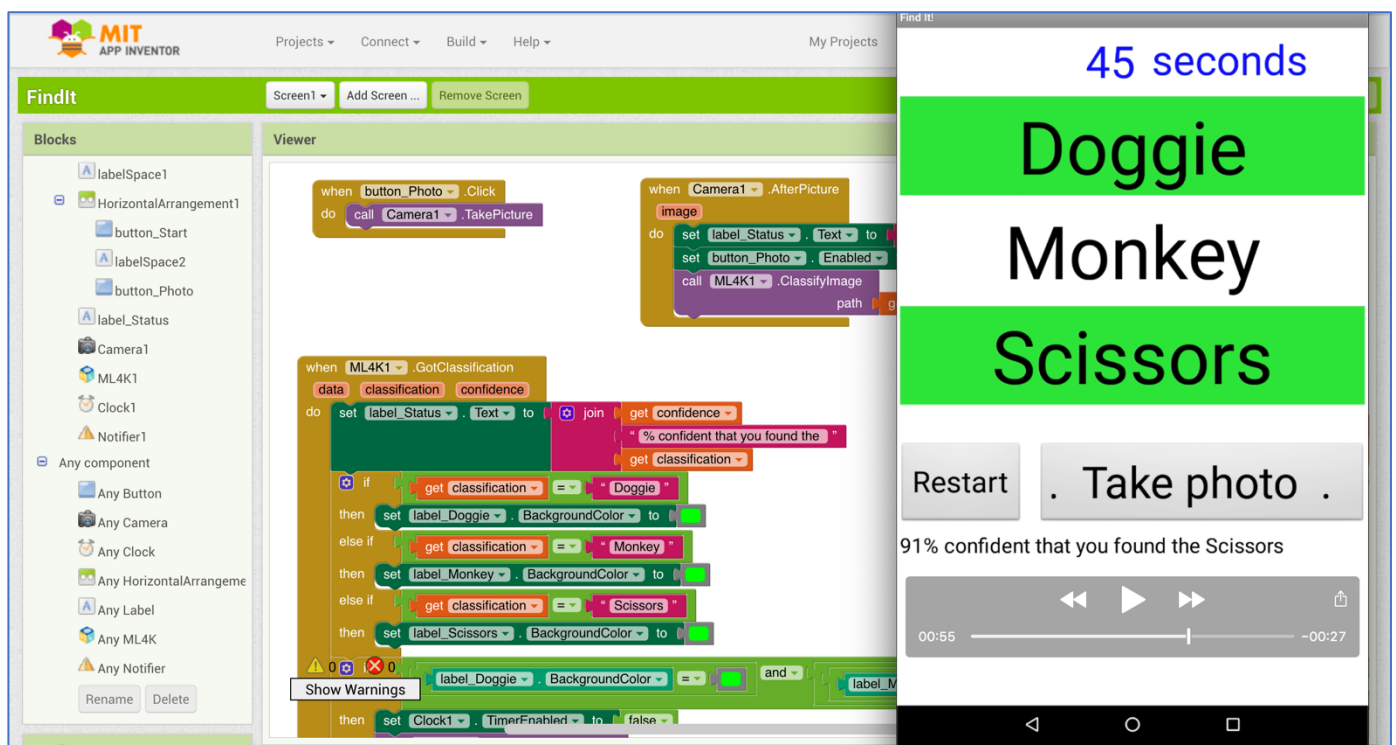 MIT
APP INVENTOR
Projects
Connect
Build
Help
My Projects
FindIt
Screen1
Add Screen ...
Remove Screen
Blocks
labelSpace1
HorizontalArrangement1
button_Start
labelSpace2
button_Photo
label_Status
Camera1
ML4K1
Clock1
Notifier1
Any component
Any Button
Any Camera
Any Clock
Any HorizontalArrangeme
Any Label
Any ML4K
Any Notifier
Rename Delete
Viewer
when button_Photo .Click
do call Camera1 .TakePicture
when Camera1 .AfterPicture
image
do set label_Status . Text to
set button_Photo . Enabled
call ML4K1 .ClassifyImage
path
when ML4K1 .GotClassification
data classification confidence
do set label_Status . Text to join get confidence
“ % confident that you found the ”
get classification
if get classification = “ Doggie ”
then set label_Doggie . BackgroundColor to
else if get classification = “ Monkey ”
then set label_Monkey . BackgroundColor to
else if get classification = “ Scissors ”
then set label_Scissors . BackgroundColor to
0 0
Show Warnings
label_Doggie . BackgroundColor = and label_M
then set Clock1 . TimerEnabled to false
Find It!
45 seconds
Doggie
Monkey
Scissors
Restart . Take photo .
91% confident that you found the Scissors
00:55 -00:27